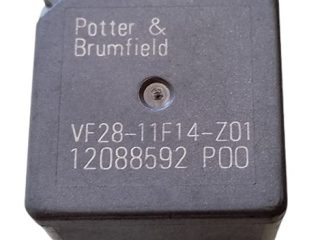 Potter &
Brumfield
VF28-11F14-Z01
12088592 P00